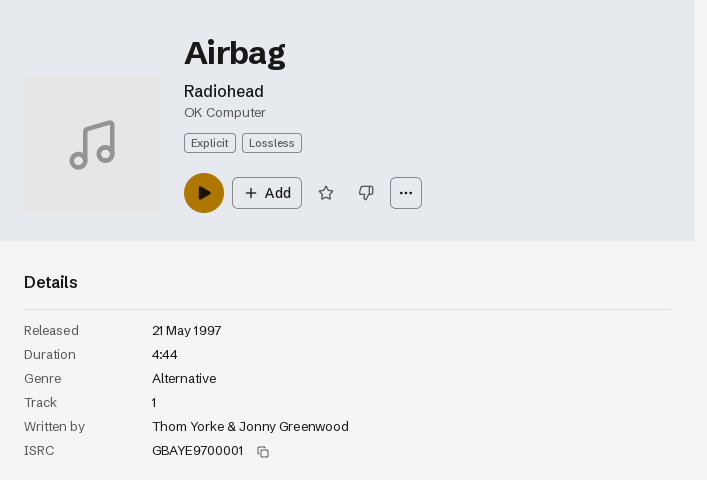 Airbag
Radiohead
OK Computer
Explicit Lossless
Add
Details
Released 21 May 1997
Duration 4:44
Genre Alternative
Track 1
Written by Thom Yorke & Jonny Greenwood
ISRC GBAYE9700001